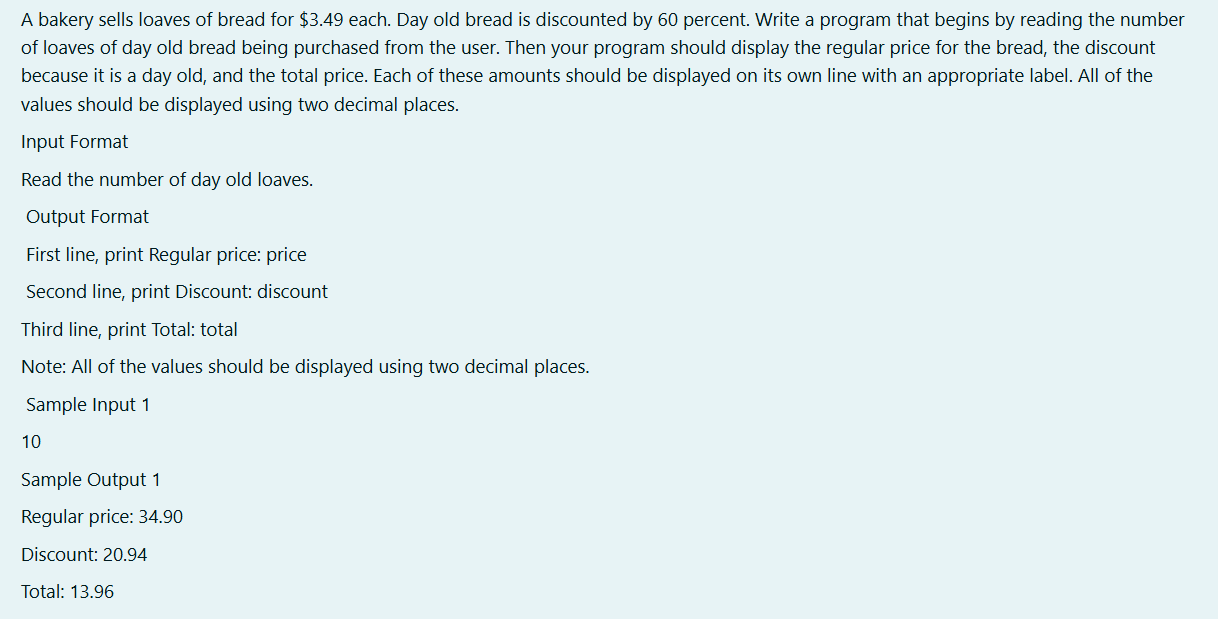 A bakery sells loaves of bread for $3.49 each. Day old bread is discounted by 60 percent. Write a program that begins by reading the number
of loaves of day old bread being purchased from the user. Then your program should display the regular price for the bread, the discount
because it is a day old, and the total price. Each of these amounts should be displayed on its own line with an appropriate label. All of the
values should be displayed using two decimal places.
Input Format
Read the number of day old loaves.
Output Format
First line, print Regular price: price
Second line, print Discount: discount
Third line, print Total: total
Note: All of the values should be displayed using two decimal places.
Sample Input 1
10
Sample Output 1
Regular price: 34.90
Discount: 20.94
Total: 13.96